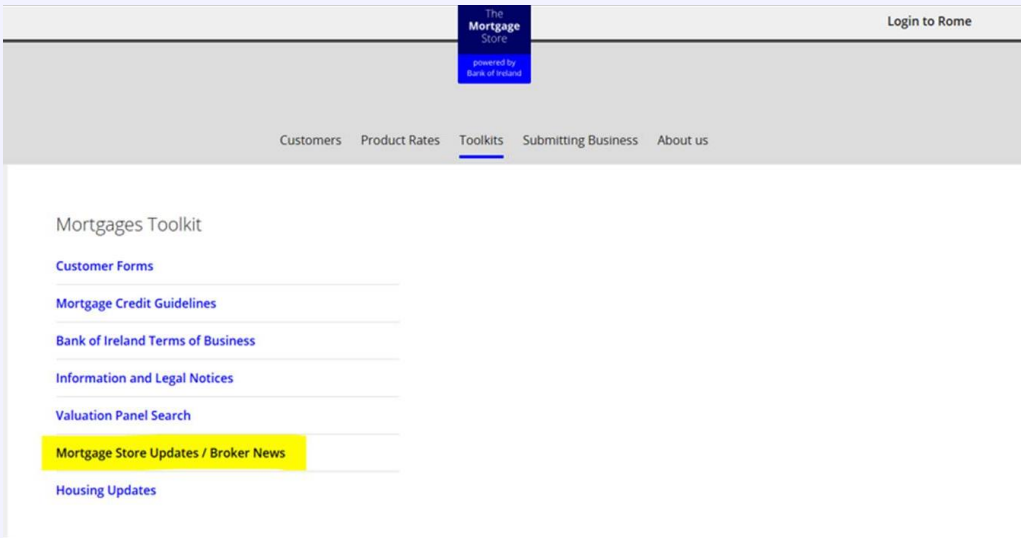 The
Mortgage
Store
powered by
Bank of Ireland
Login to Rome
Customers Product Rates Toolkits Submitting Business About us
Mortgages Toolkit
Customer Forms
Mortgage Credit Guidelines
Bank of Ireland Terms of Business
Information and Legal Notices
Valuation Panel Search
Mortgage Store Updates / Broker News
Housing Updates